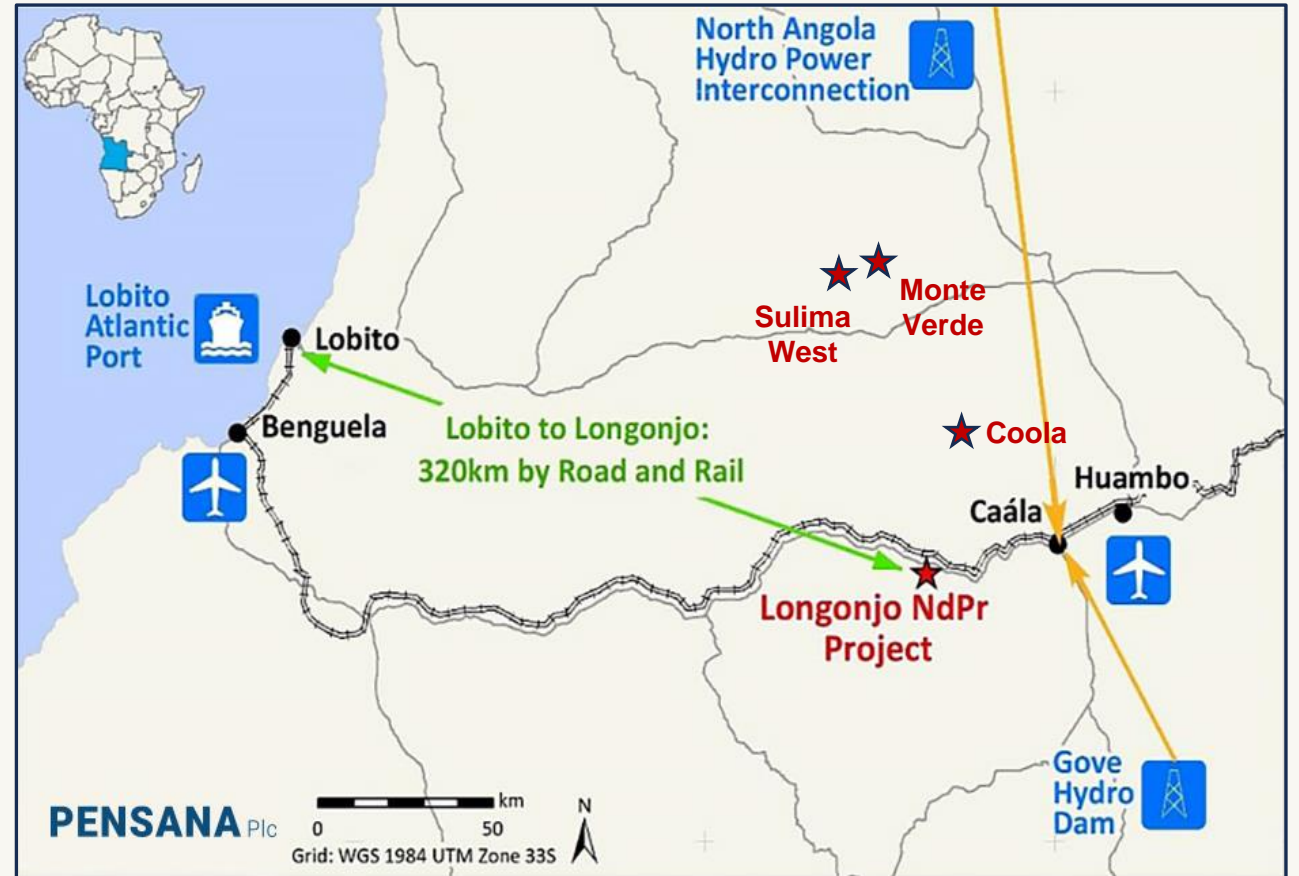 North Angola
Hydro Power
Interconnection
Sulima
West
Monte
Verde
Lobito
Atlantic
Port
Lobito
Benguela
Lobito to Longonjo:
320km by Road and Rail
Coola
Huambo
Caála
Longonjo NdPr
Project
Gove
Hydro
Dam
PENSANA Plc
km
0 50
N
Grid: WGS 1984 UTM Zone 33S